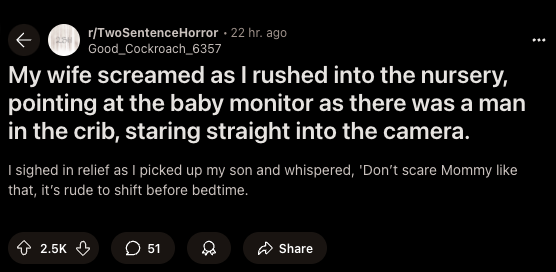 r/TwoSentenceHorror • 22 hr. ago
Good_Cockroach_6357
My wife screamed as I rushed into the nursery,
pointing at the baby monitor as there was a man
in the crib, staring straight into the camera.
I sighed in relief as I picked up my son and whispered, 'Don’t scare Mommy like
that, it’s rude to shift before bedtime.
2.5K 51 Share